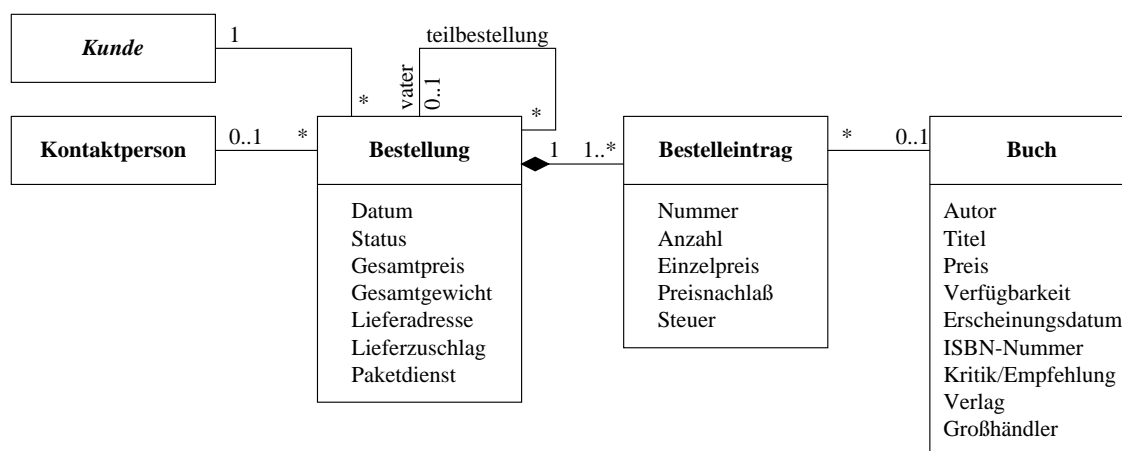 Kunde
1
*
teilbestellung
vater
0..1
*
Kontaktperson
0..1
*
Bestellung
1
1..*
Bestelleintrag
*
0..1
Buch
Datum
Status
Gesamtpreis
Gesamtgewicht
Lieferadresse
Lieferzuschlag
Paketdienst
Nummer
Anzahl
Einzelpreis
Preisnachlaß
Steuer
Autor
Titel
Preis
Verfügbarkeit
Erscheinungsdatum
ISBN-Nummer
Kritik/Empfehlung
Verlag
Großhändler